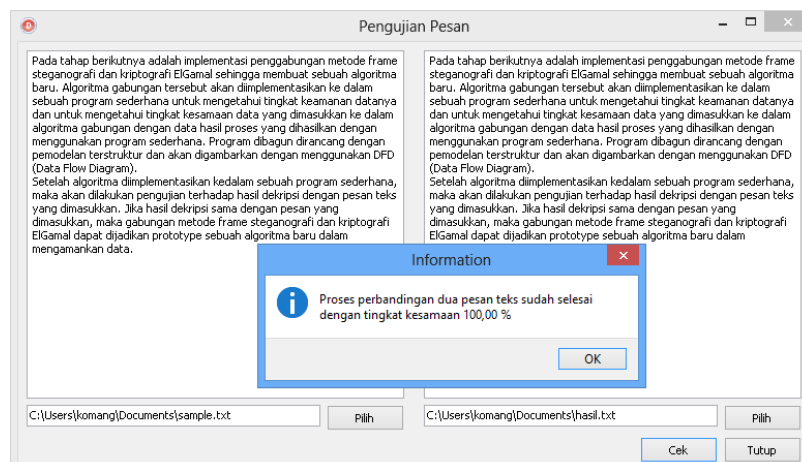 Pengujian Pesan
Pada tahap berikutnya adalah implementasi penggabungan metode frame
steganografi dan kriptografi ElGamal sehingga membuat sebuah algoritma
baru. Algoritma gabungan tersebut akan diimplementasikan ke dalam
sebuah program sederhana untuk mengetahui tingkat keamanan datanya
dan untuk mengetahui tingkat kesamaan data yang dimasukkan ke dalam
algoritma gabungan dengan data hasil proses yang dihasilkan dengan
menggunakan program sederhana. Program dibagun dirancang dengan
pemodelan terstruktur dan akan digambarkan dengan menggunakan DFD
(Data Flow Diagram).
Setelah algoritma diimplementasikan kedalam sebuah program sederhana,
maka akan dilakukan pengujian terhadap hasil dekripsi dengan pesan teks
yang dimasukkan. Jika hasil dekripsi sama dengan pesan yang
dimasukkan, maka gabungan metode frame steganografi dan kriptografi
ElGamal dapat dijadikan prototype sebuah algoritma baru dalam
mengamankan data.
Pada tahap berikutnya adalah implementasi penggabungan metode frame
steganografi dan kriptografi ElGamal sehingga membuat sebuah algoritma
baru. Algoritma gabungan tersebut akan diimplementasikan ke dalam
sebuah program sederhana untuk mengetahui tingkat keamanan datanya
dan untuk mengetahui tingkat kesamaan data yang dimasukkan ke dalam
algoritma gabungan dengan data hasil proses yang dihasilkan dengan
menggunakan program sederhana. Program dibagun dirancang dengan
pemodelan terstruktur dan akan digambarkan dengan menggunakan DFD
(Data Flow Diagram).
Setelah algoritma diimplementasikan kedalam sebuah program sederhana,
maka akan dilakukan pengujian terhadap hasil dekripsi dengan pesan teks
yang dimasukkan. Jika hasil dekripsi sama dengan pesan yang
dimasukkan, maka gabungan metode frame steganografi dan kriptografi
ElGamal dapat dijadikan prototype sebuah algoritma baru dalam
Information
Proses perbandingan dua pesan teks sudah selesai
dengan tingkat kesamaan 100,00 %
OK
C:\Users\komang\Documents\sample.txt
Pilih
C:\Users\komang\Documents\hasil.txt
Pilih
Cek
Tutup